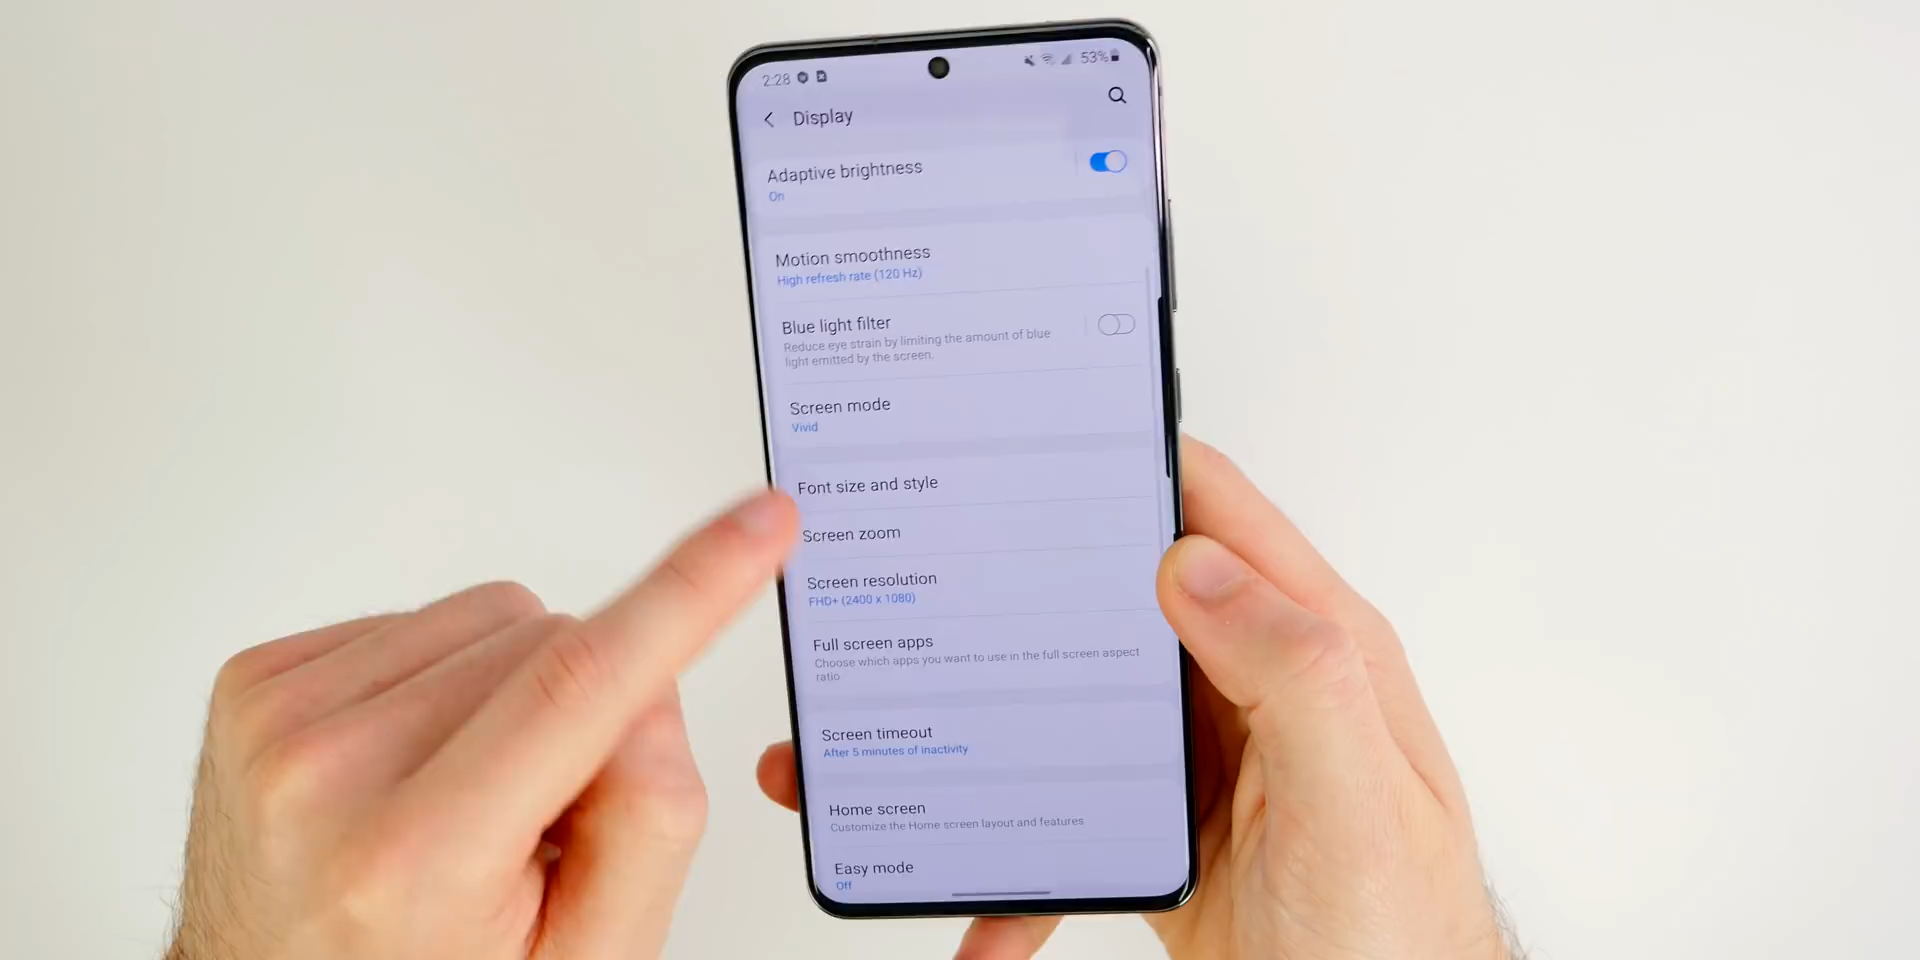 2:28
53%
Display
Adaptive brightness
On
Motion smoothness
High refresh rate (120 Hz)
Blue light filter
Reduce eye strain by limiting the amount of blue
light emitted by the screen.
Screen mode
Vivid
Font size and style
Screen zoom
Screen resolution
FHD+ (2400 x 1080)
Full screen apps
Choose which apps you want to use in the full screen aspect
ratio
Screen timeout
After 5 minutes of inactivity
Home screen
Customize the Home screen layout and features
Easy mode
Off